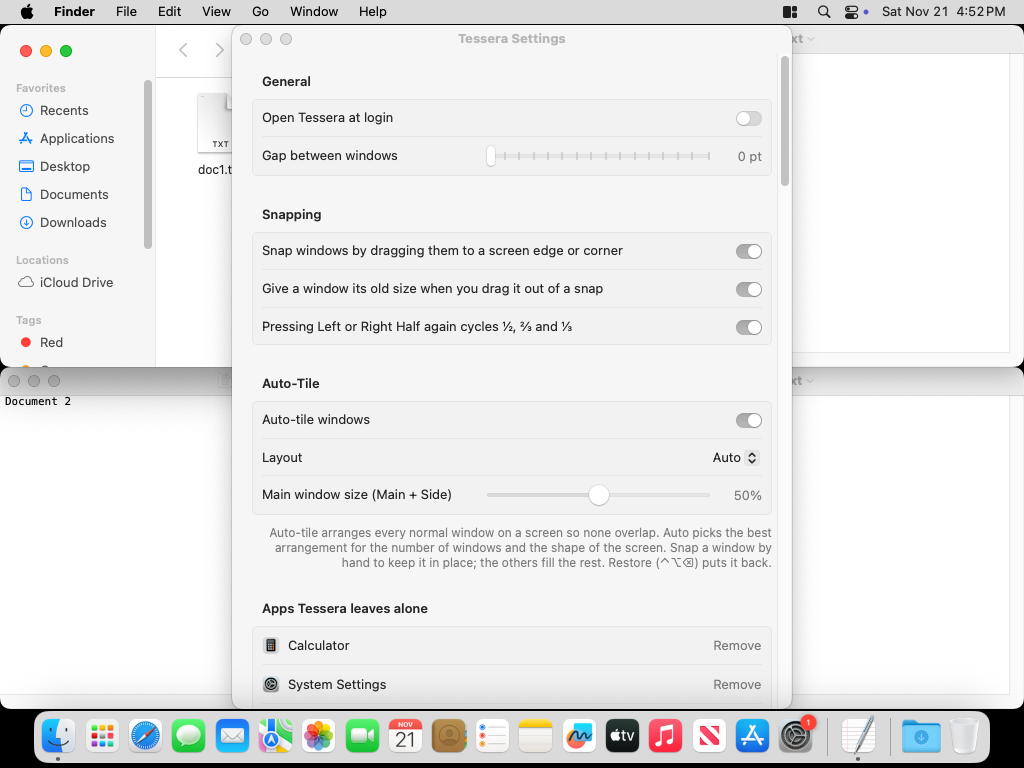 Finder File Edit View Go Window Help Sat Nov 21 4:52 PM
Tessera Settings
xt
Favorites
Recents
Applications
Desktop
Documents
Downloads
Locations
iCloud Drive
Tags
Red
TXT
doc1.t
General
Open Tessera at login
Gap between windows 0 pt
Snapping
Snap windows by dragging them to a screen edge or corner
Give a window its old size when you drag it out of a snap
Pressing Left or Right Half again cycles ½, ⅔ and ⅓
Auto-Tile
Auto-tile windows
Layout Auto
Main window size (Main + Side) 50%
Auto-tile arranges every normal window on a screen so none overlap. Auto picks the best
arrangement for the number of windows and the shape of the screen. Snap a window by
hand to keep it in place; the others fill the rest. Restore (^⌥⌫) puts it back.
Apps Tessera leaves alone
Calculator Remove
System Settings Remove
xt
Document 2
NOV
21
tv
1